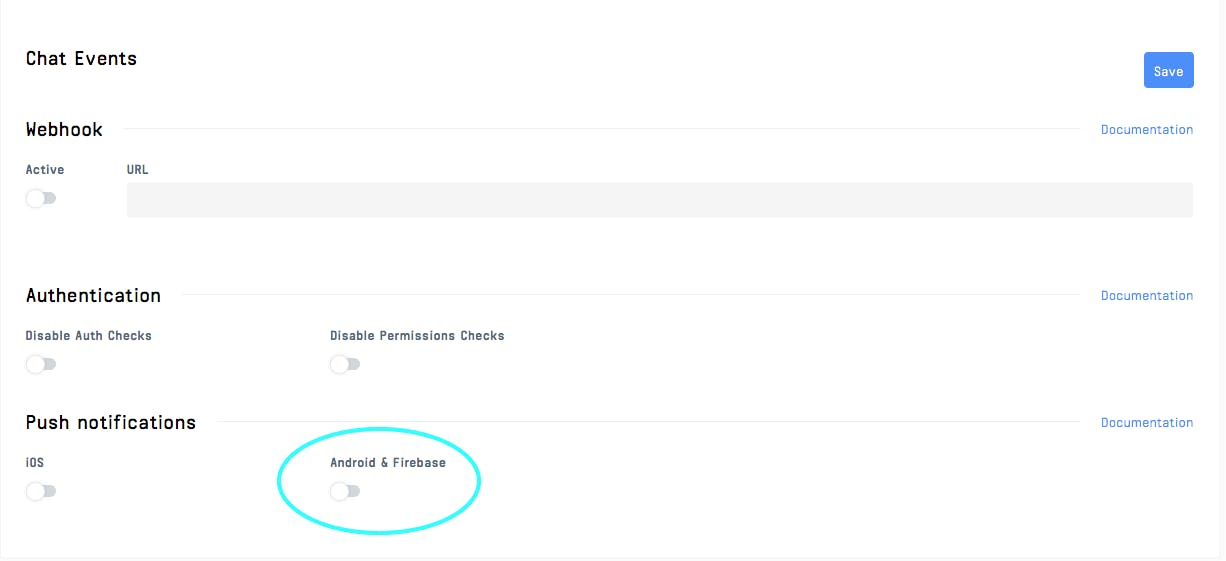 Chat Events
Save
Webhook
Documentation
Active URL
Authentication
Documentation
Disable Auth Checks Disable Permissions Checks
Push notifications
Documentation
iOS Android & Firebase